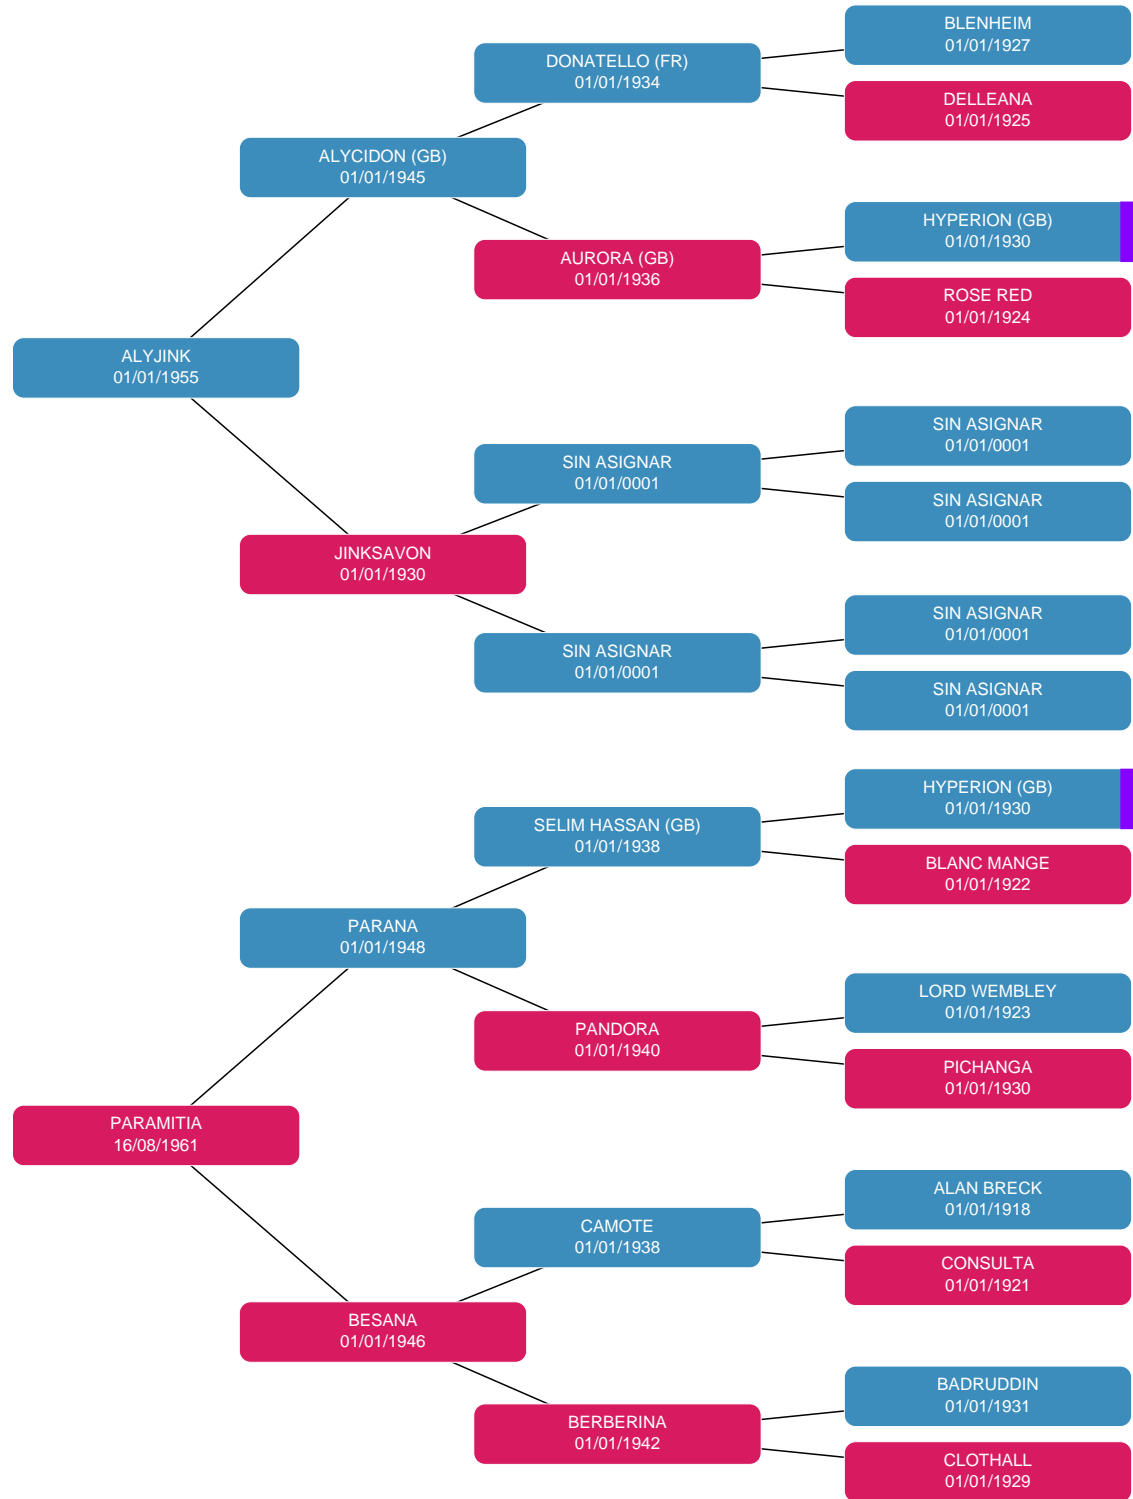 BLENHEIM
01/01/1927
DONATELLO (FR)
01/01/1934
DELLEANA
01/01/1925
ALYCIDON (GB)
01/01/1945
HYPERION (GB)
01/01/1930
AURORA (GB)
01/01/1936
ROSE RED
01/01/1924
ALYJINK
01/01/1955
SIN ASIGNAR
01/01/0001
SIN ASIGNAR
01/01/0001
SIN ASIGNAR
01/01/0001
JINKSAVON
01/01/1930
SIN ASIGNAR
01/01/0001
SIN ASIGNAR
01/01/0001
SIN ASIGNAR
01/01/0001
HYPERION (GB)
01/01/1930
SELIM HASSAN (GB)
01/01/1938
BLANC MANGE
01/01/1922
PARANA
01/01/1948
LORD WEMBLEY
01/01/1923
PANDORA
01/01/1940
PICHANGA
01/01/1930
PARAMITIA
16/08/1961
ALAN BRECK
01/01/1918
CAMOTE
01/01/1938
CONSULTA
01/01/1921
BESANA
01/01/1946
BADRUDDIN
01/01/1931
BERBERINA
01/01/1942
CLOTHALL
01/01/1929